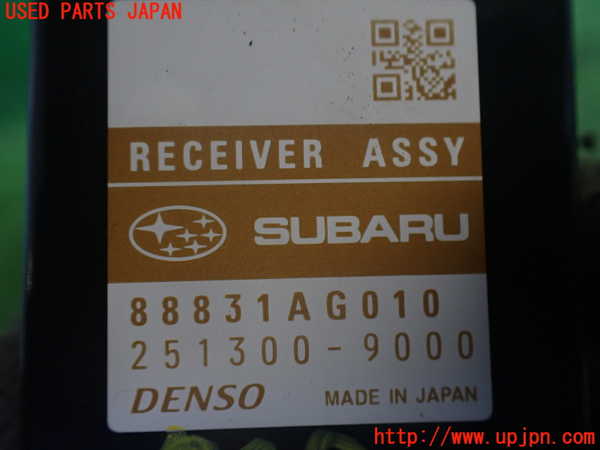 USED PARTS JAPAN
RECEIVER ASSY
SUBARU
88831AG010
251300-9000
DENSO MADE IN JAPAN
http://www.upjpn.com